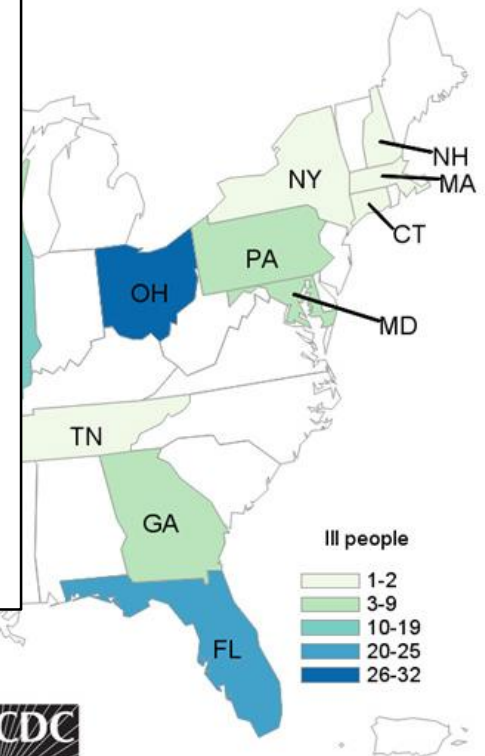 NH
NY
MA
CT
PA
OH
MD
TN
GA
Ill people
1-2
3-9
10-19
20-25
26-32
FL
CDC